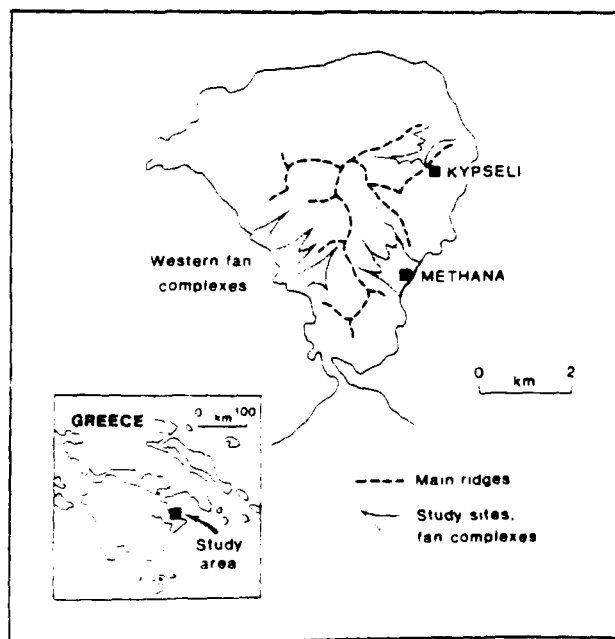 KYPSELI
Western fan
complexes
METHANA
0 2
km
GREECE
0 100
km
Study
area
Main ridges
Study sites,
fan complexes